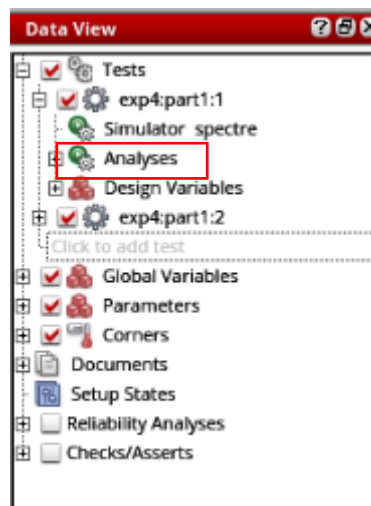 Data View
Tests
exp4:part1:1
Simulator spectre
Analyses
Design Variables
exp4:part1:2
Click to add test
Global Variables
Parameters
Corners
Documents
Setup States
Reliability Analyses
Checks/Asserts